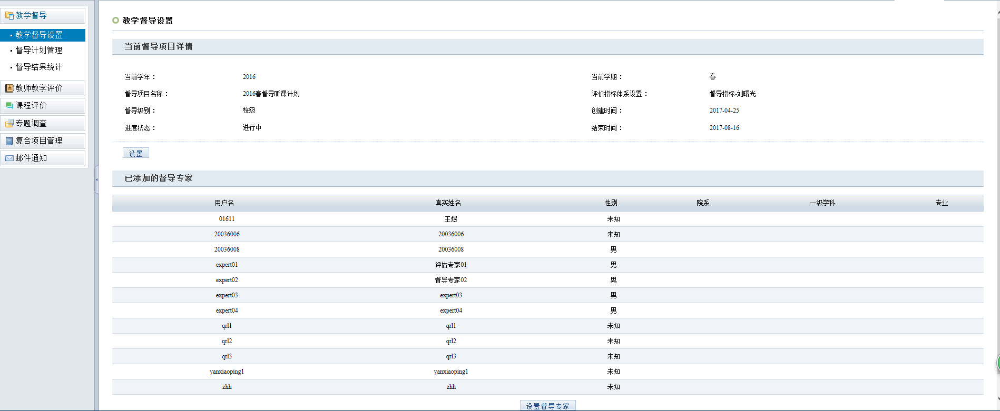 教学督导
教学督导设置
督导计划管理
督导结果统计
教师教学评价
课程评价
专题调查
复合项目管理
邮件通知
教学督导设置
当前督导项目详情
当前学年： 2016 当前学期： 春
督导项目名称： 2016春督导听课计划 评价指标体系设置： 督导指标-刘曙光
督导级别： 校级 创建时间： 2017-04-25
进度状态： 进行中 结束时间： 2017-08-16
设置
已添加的督导专家
用户名 真实姓名 性别 院系 一级学科 专业
01611 王煜 未知
20036006 20036006 未知
20036008 20036008 男
expert01 评估专家01 男
expert02 督导专家02 男
expert03 expert03 男
expert04 expert04 男
qrl1 qrl1 未知
qrl2 qrl2 未知
qrl3 qrl3 未知
yanxiaoping1 yanxiaoping1 未知
zhh zhh 未知
设置督导专家